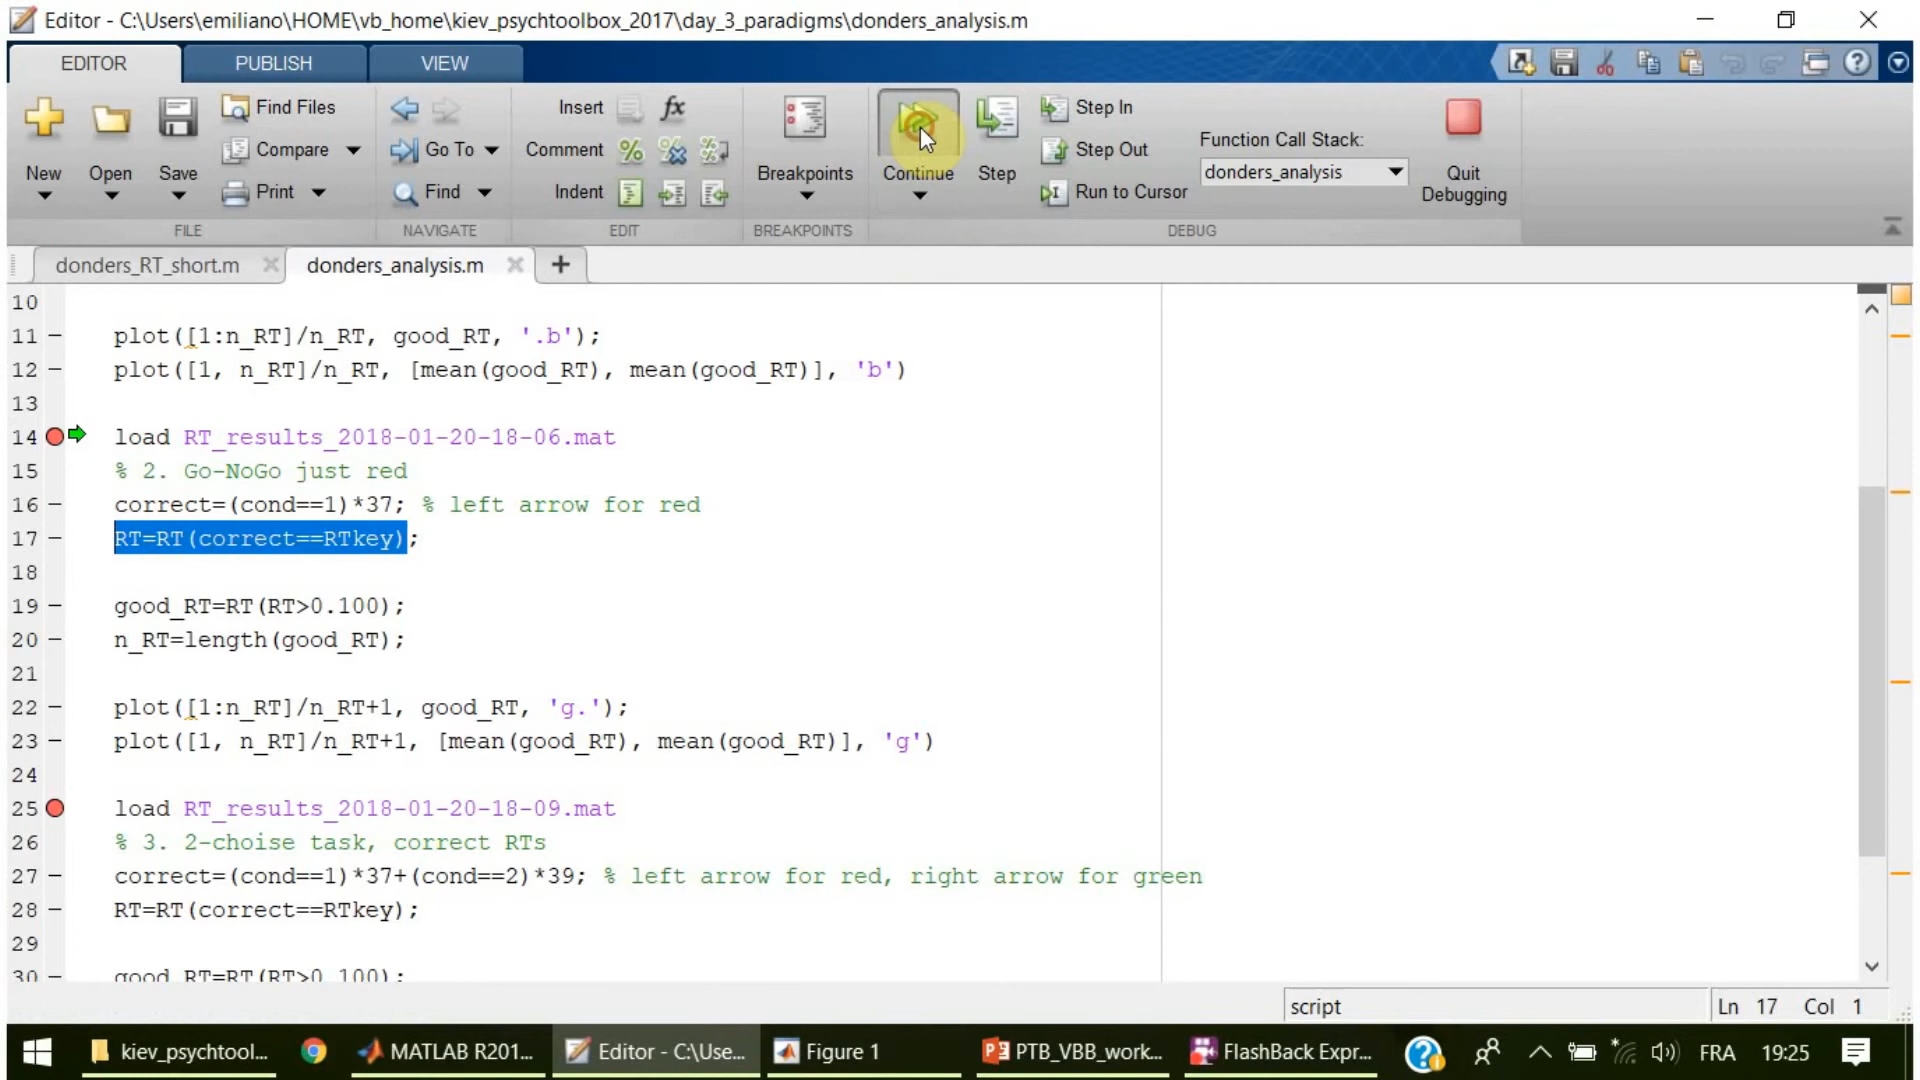 Editor - C:\Users\emiliano\HOME\vb_home\kiev_psychtoolbox_2017\day_3_paradigms\donders_analysis.m
EDITOR PUBLISH VIEW
New Open Save
Find Files
Compare
Print
FILE
Go To
Find
NAVIGATE
Insert fx
Comment
Indent
EDIT
Breakpoints
BREAKPOINTS
Continue Step
Step In
Step Out
Run to Cursor
Function Call Stack:
donders_analysis
Quit
Debugging
DEBUG
donders_RT_short.m donders_analysis.m +
10
11 – plot([1:n_RT]/n_RT, good_RT, '.b');
12 – plot([1, n_RT]/n_RT, [mean(good_RT), mean(good_RT)], 'b')
13
14 load RT_results_2018-01-20-18-06.mat
15 % 2. Go-NoGo just red
16 – correct=(cond==1)*37; % left arrow for red
17 – RT=RT(correct==RTkey);
18
19 – good_RT=RT(RT>0.100);
20 – n_RT=length(good_RT);
21
22 – plot([1:n_RT]/n_RT+1, good_RT, 'g.');
23 – plot([1, n_RT]/n_RT+1, [mean(good_RT), mean(good_RT)], 'g')
24
25 load RT_results_2018-01-20-18-09.mat
26 % 3. 2-choise task, correct RTs
27 – correct=(cond==1)*37+(cond==2)*39; % left arrow for red, right arrow for green
28 – RT=RT(correct==RTkey);
29
30 – good_RT=RT(RT>0.100);
script Ln 17 Col 1
kiev_psychtool... MATLAB R201... Editor - C:\Use... Figure 1 PTB_VBB_work... FlashBack Expr... FRA 19:25